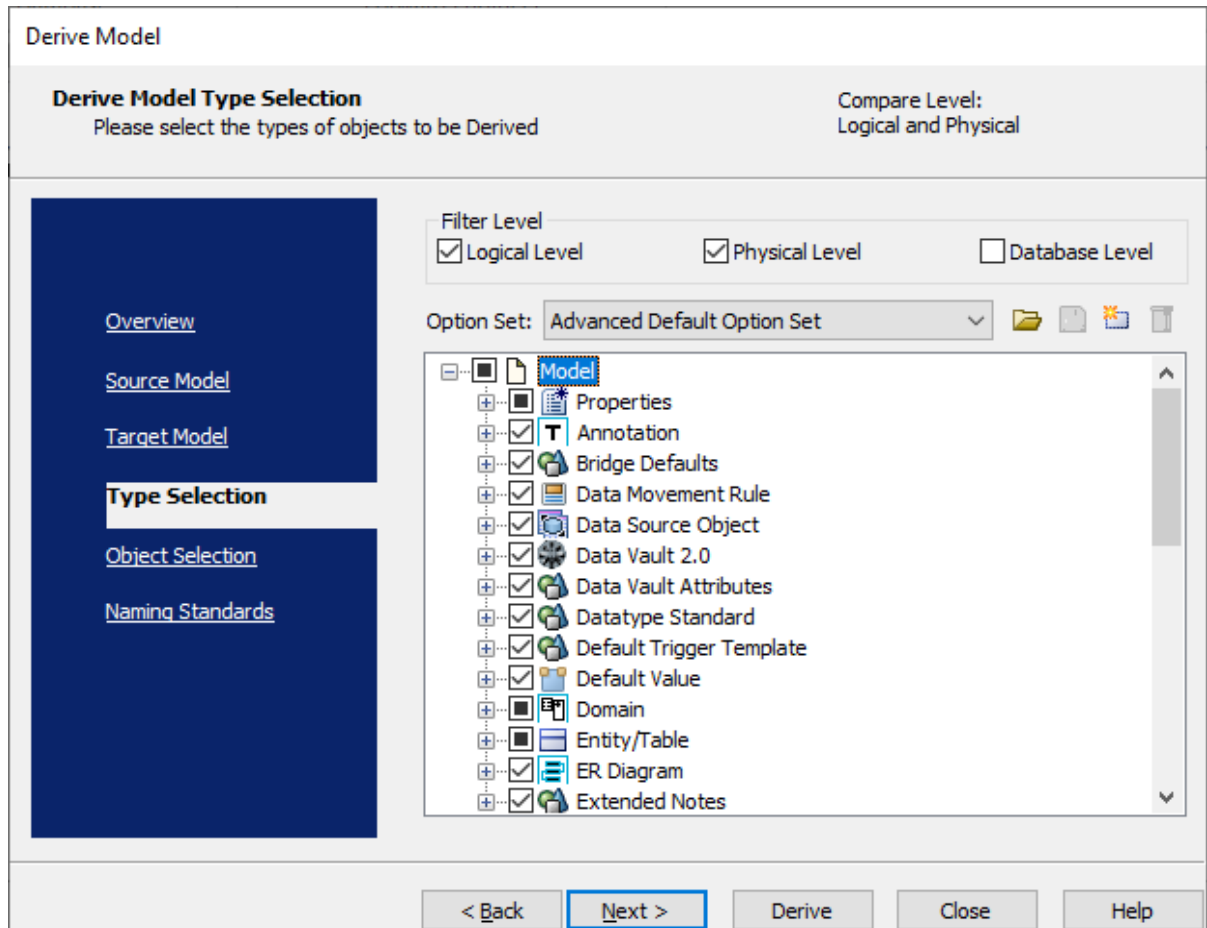 Derive Model
Derive Model Type Selection
Please select the types of objects to be Derived
Compare Level:
Logical and Physical
Overview
Source Model
Target Model
Type Selection
Object Selection
Naming Standards
Filter Level
Logical Level
Physical Level
Database Level
Option Set: Advanced Default Option Set
Model
Properties
T Annotation
Bridge Defaults
Data Movement Rule
Data Source Object
Data Vault 2.0
Data Vault Attributes
Datatype Standard
Default Trigger Template
Default Value
Domain
Entity/Table
ER Diagram
Extended Notes
< Back
Next >
Derive
Close
Help